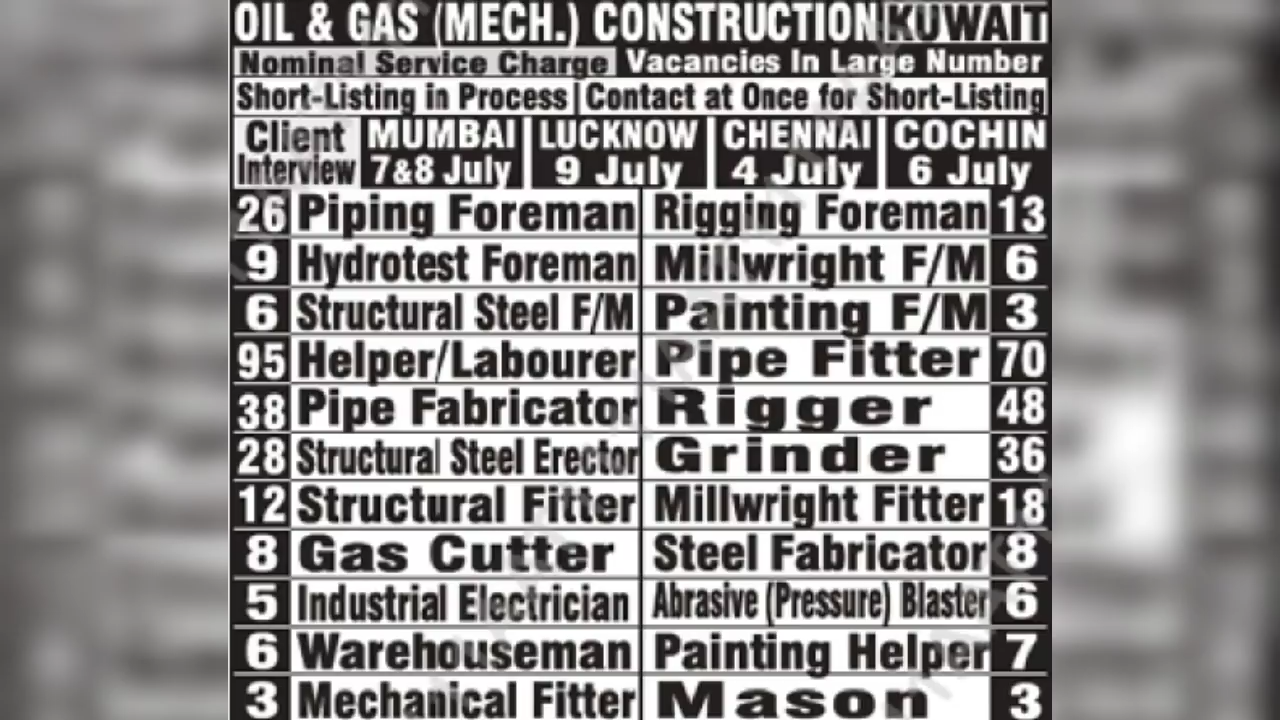 OIL & GAS (MECH.) CONSTRUCTION KUWAIT
Nominal Service Charge Vacancies In Large Number
Short-Listing in Process | Contact at Once for Short-Listing
Client Interview MUMBAI 7&8 July LUCKNOW 9 July CHENNAI 4 July COCHIN 6 July
26 Piping Foreman Rigging Foreman 13
9 Hydrotest Foreman Millwright F/M 6
6 Structural Steel F/M Painting F/M 3
95 Helper/Labourer Pipe Fitter 70
38 Pipe Fabricator Rigger 48
28 Structural Steel Erector Grinder 36
12 Structural Fitter Millwright Fitter 18
8 Gas Cutter Steel Fabricator 8
5 Industrial Electrician Abrasive (Pressure) Blaster 6
6 Warehouseman Painting Helper 7
3 Mechanical Fitter Mason 3